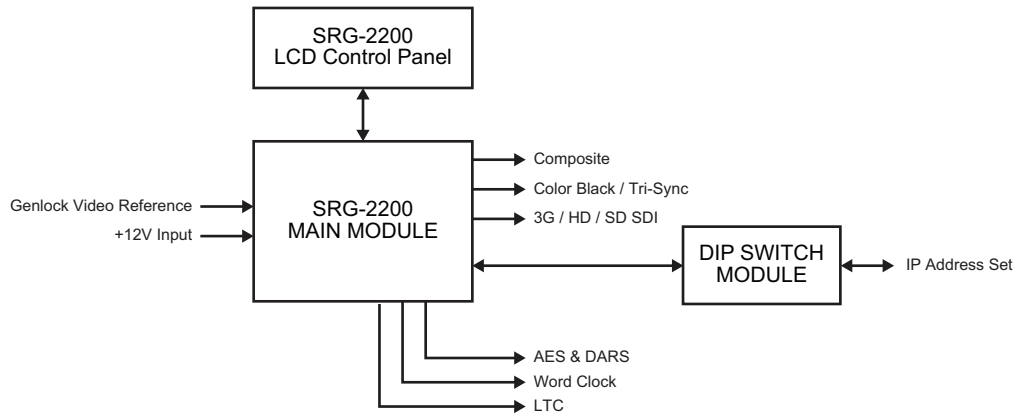 SRG-2200
LCD Control Panel
Genlock Video Reference
+12V Input
SRG-2200
MAIN MODULE
Composite
Color Black / Tri-Sync
3G / HD / SD SDI
DIP SWITCH
MODULE
IP Address Set
AES & DARS
Word Clock
LTC